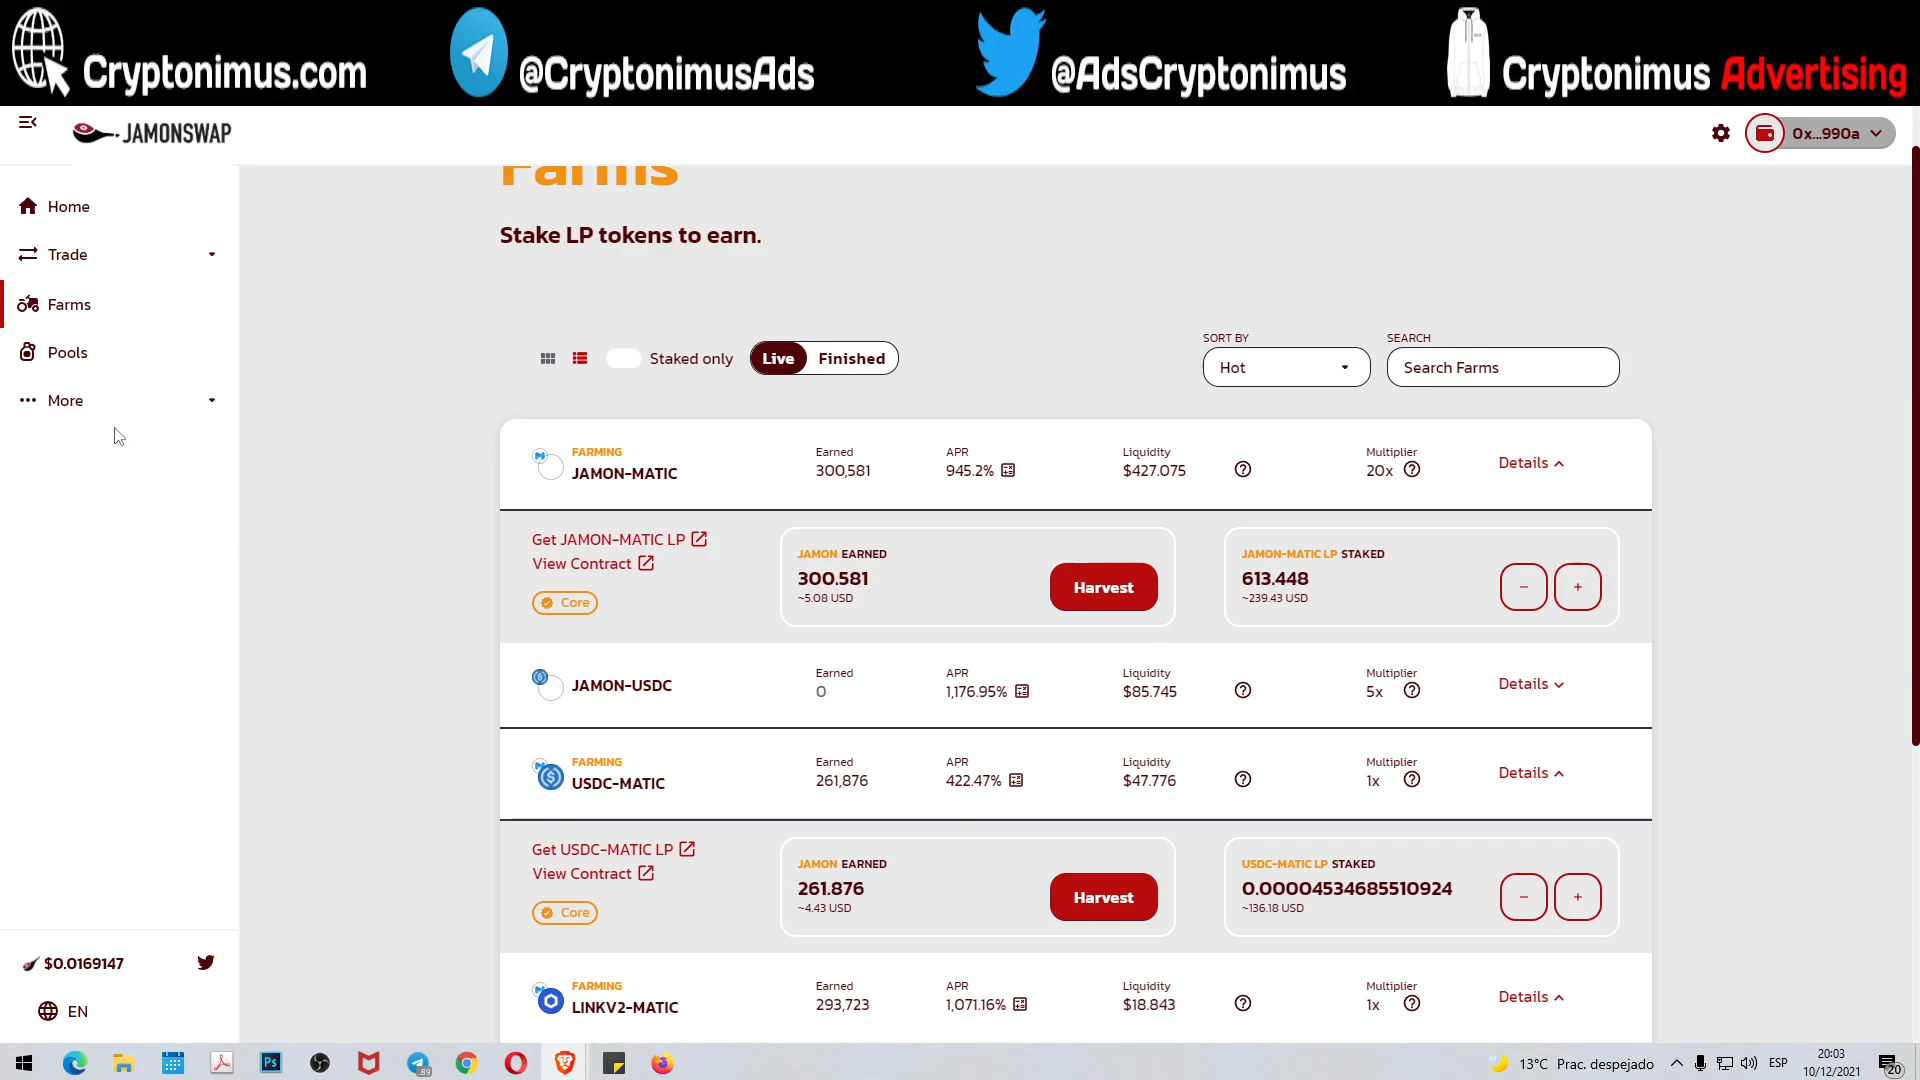 Cryptonimus.com @CryptonimusAds @AdsCryptonimus Cryptonimus Advertising
JAMONSWAP
0x...990a
Home
Trade
Farms
Pools
More
$0.0169147
EN
Farms
Stake LP tokens to earn.
Staked only
Live Finished
SORT BY
Hot
SEARCH
Search Farms
FARMING
JAMON-MATIC
Earned
300,581
APR
945.2%
Liquidity
$427.075
Multiplier
20x
Details
Get JAMON-MATIC LP
View Contract
Core
JAMON EARNED
300.581
~5.08 USD
Harvest
JAMON-MATIC LP STAKED
613.448
~239.43 USD
−
+
JAMON-USDC
Earned
0
APR
1,176.95%
Liquidity
$85.745
Multiplier
5x
Details
FARMING
USDC-MATIC
Earned
261,876
APR
422.47%
Liquidity
$47.776
Multiplier
1x
Details
Get USDC-MATIC LP
View Contract
Core
JAMON EARNED
261.876
~4.43 USD
Harvest
USDC-MATIC LP STAKED
0.00004534685510924
~136.18 USD
−
+
FARMING
LINKV2-MATIC
Earned
293,723
APR
1,071.16%
Liquidity
$18.843
Multiplier
1x
Details
Ps
89
13°C Prac. despejado
ESP
20:03
10/12/2021
20